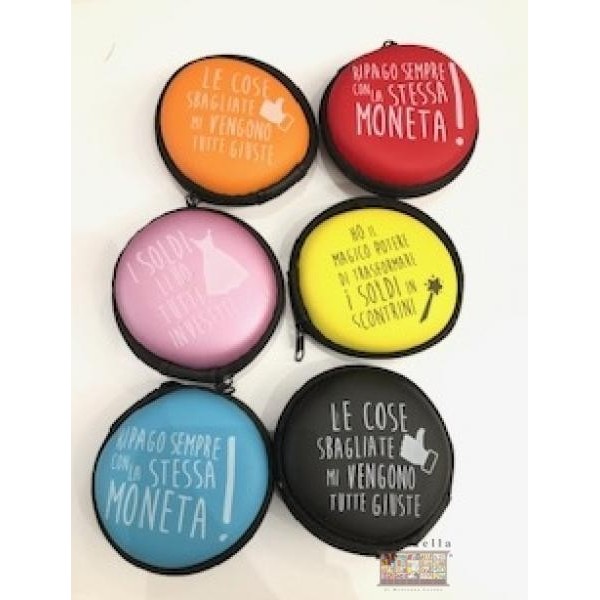 LE COSE
SBAGLIATE
MI VENGONO
TUTTE GIUSTE
RIPAGO SEMPRE
CON LA STESSA
MONETA!
I SOLDI
TUTTI
HO IL
MAGICO POTERE
DI TRASFORMARE
I SOLDI IN
SCONTRINI
RIPAGO SEMPRE
CON LA STESSA
MONETA!
LE COSE
SBAGLIATE
MI VENGONO
TUTTE GIUSTE